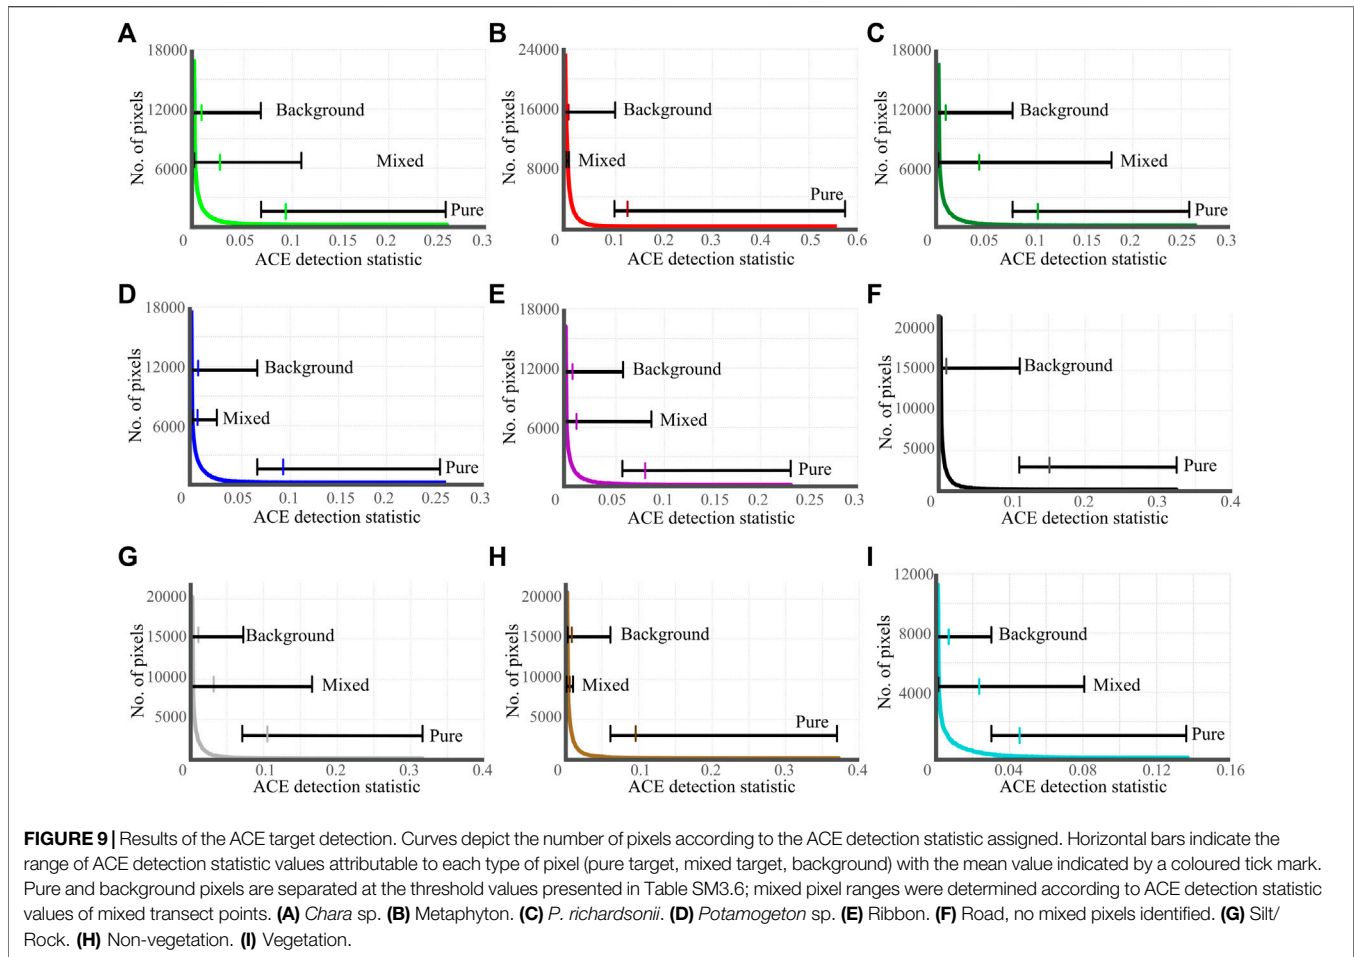 A
18000
12000
6000
No. of pixels
Background
Mixed
Pure
0 0.05 0.1 0.15 0.2 0.25 0.3
ACE detection statistic
B
24000
16000
8000
No. of pixels
Background
Mixed
Pure
0 0.1 0.2 0.3 0.4 0.5 0.6
ACE detection statistic
C
18000
12000
6000
No. of pixels
Background
Mixed
Pure
0 0.05 0.1 0.15 0.2 0.25 0.3
ACE detection statistic
D
18000
12000
6000
No. of pixels
Background
Mixed
Pure
0 0.05 0.1 0.15 0.2 0.25 0.3
ACE detection statistic
E
18000
12000
6000
No. of pixels
Background
Mixed
Pure
0 0.05 0.1 0.15 0.2 0.25 0.3
ACE detection statistic
F
20000
15000
10000
5000
No. of pixels
Background
Pure
0 0.1 0.2 0.3 0.4
ACE detection statistic
G
20000
15000
10000
5000
No. of pixels
Background
Mixed
Pure
0 0.1 0.2 0.3 0.4
ACE detection statistic
H
20000
15000
10000
5000
No. of pixels
Background
Mixed
Pure
0 0.1 0.2 0.3 0.4
ACE detection statistic
I
12000
8000
4000
No. of pixels
Background
Mixed
Pure
0 0.04 0.08 0.12 0.16
ACE detection statistic
FIGURE 9 | Results of the ACE target detection. Curves depict the number of pixels according to the ACE detection statistic assigned. Horizontal bars indicate the
range of ACE detection statistic values attributable to each type of pixel (pure target, mixed target, background) with the mean value indicated by a coloured tick mark.
Pure and background pixels are separated at the threshold values presented in Table SM3.6; mixed pixel ranges were determined according to ACE detection statistic
values of mixed transect points. (A) Chara sp. (B) Metaphyton. (C) P. richardsonii. (D) Potamogeton sp. (E) Ribbon. (F) Road, no mixed pixels identified. (G) Silt/
Rock. (H) Non-vegetation. (I) Vegetation.